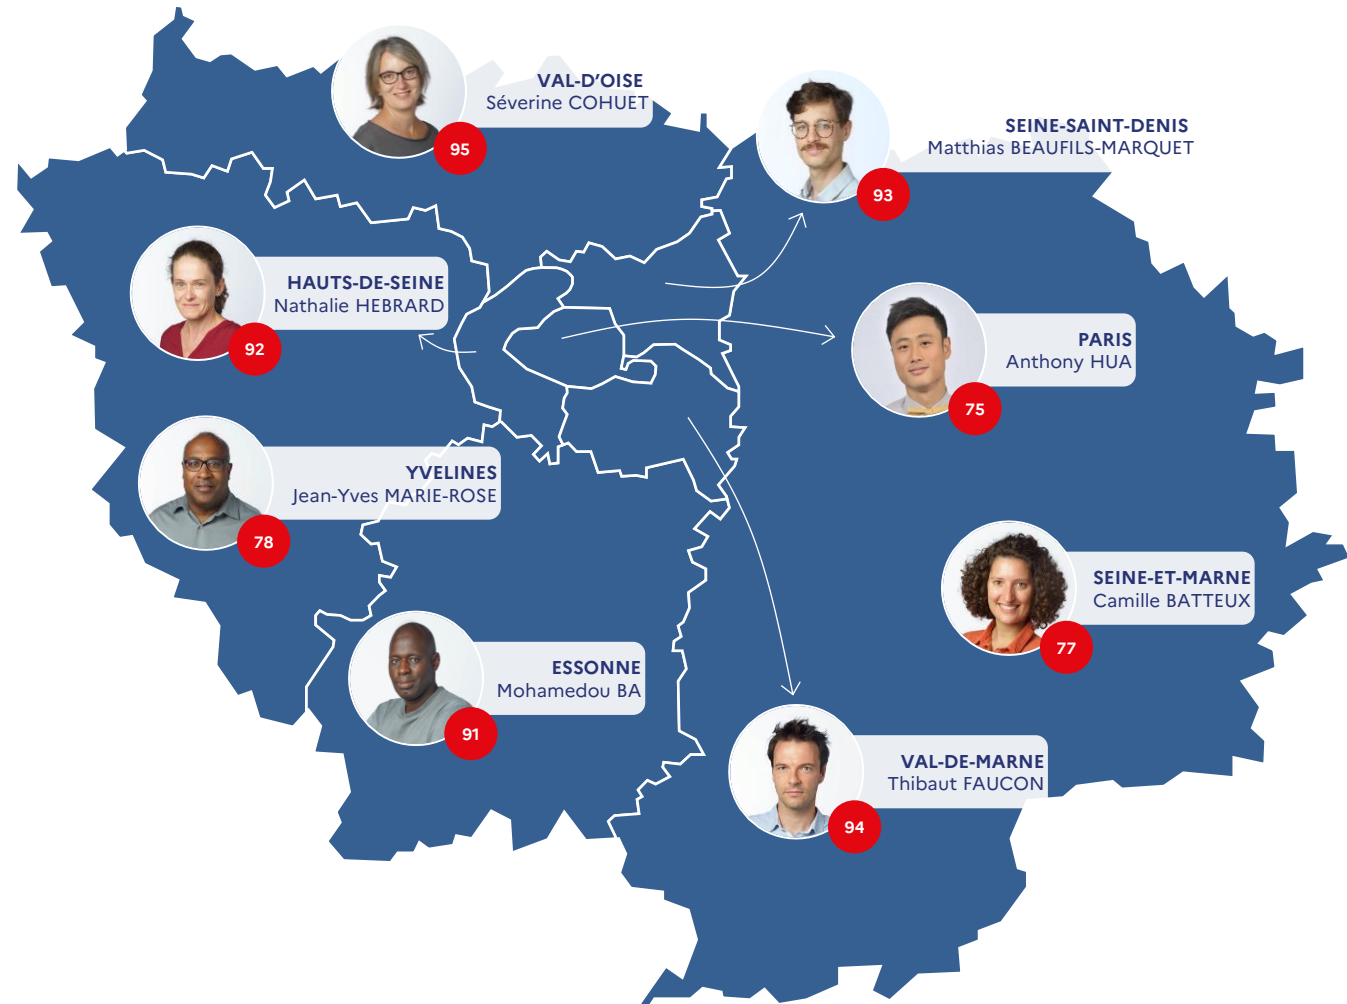 VAL-D'OISE
Séverine COHUET
95
SEINE-SAINT-DENIS
Matthias BEAUFILS-MARQUET
93
HAUTS-DE-SEINE
Nathalie HEBRARD
92
PARIS
Anthony HUA
75
YVELINES
Jean-Yves MARIE-ROSE
78
SEINE-ET-MARNE
Camille BATTEUX
77
ESSONNE
Mohamedou BA
91
VAL-DE-MARNE
Thibaut FAUCON
94